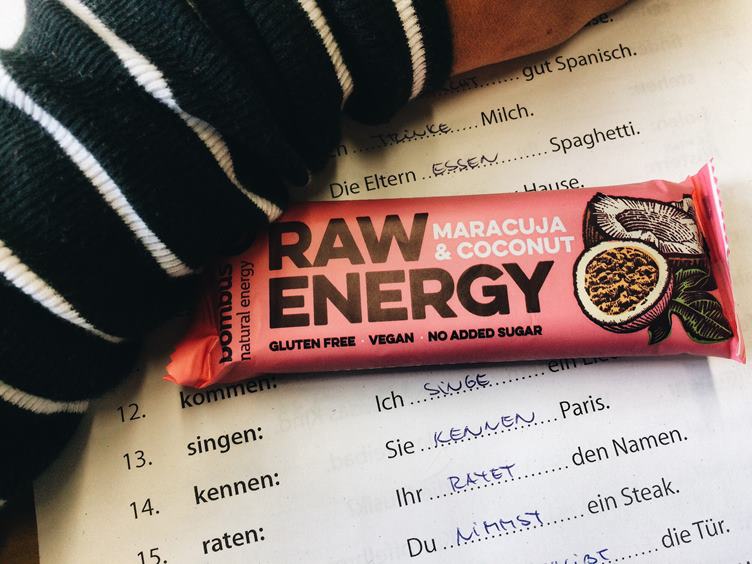 gut Spanisch.
TRINKE Milch.
Die Eltern ESSEN Spaghetti.
Hause.
bombus
natural energy
RAW
ENERGY
MARACUJA
& COCONUT
GLUTEN FREE · VEGAN · NO ADDED SUGAR
12. kommen:
13. singen: Ich SINGE ein
14. kennen: Sie KENNEN Paris.
15. raten: Ihr RATET den Namen.
Du NIMMST ein Steak.
die Tür.